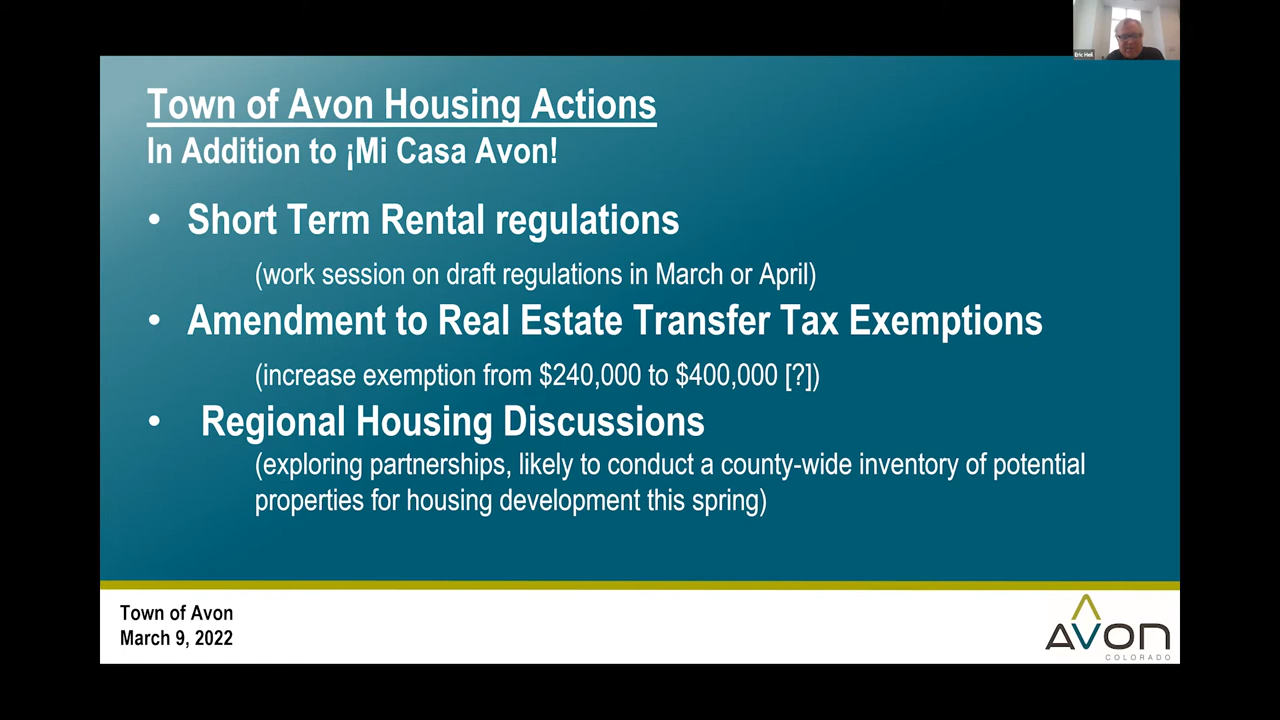 Eric Heil
Town of Avon Housing Actions
In Addition to ¡Mi Casa Avon!
• Short Term Rental regulations
(work session on draft regulations in March or April)
• Amendment to Real Estate Transfer Tax Exemptions
(increase exemption from $240,000 to $400,000 [?])
• Regional Housing Discussions
(exploring partnerships, likely to conduct a county-wide inventory of potential
properties for housing development this spring)
Town of Avon
March 9, 2022
AVON
COLORADO